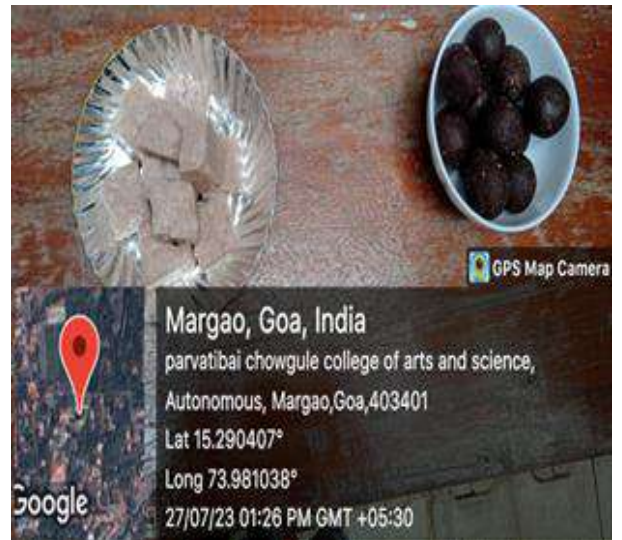 GPS Map Camera
Margao, Goa, India
parvatibai chowgule college of arts and science,
Autonomous, Margao,Goa,403401
Lat 15.290407°
Long 73.981038°
27/07/23 01:26 PM GMT +05:30
Google